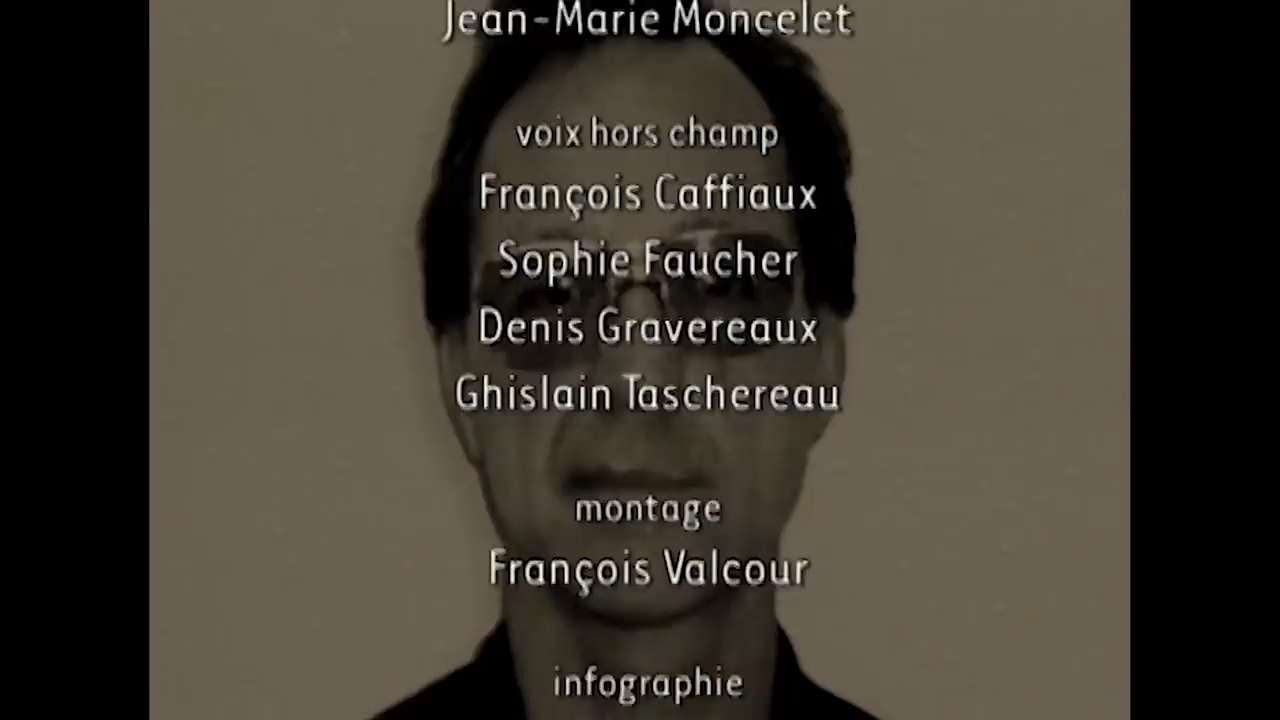 Jean-Marie Moncelet
voix hors champ
François Caffiaux
Sophie Faucher
Denis Gravereaux
Ghislain Taschereau
montage
François Valcour
infographie